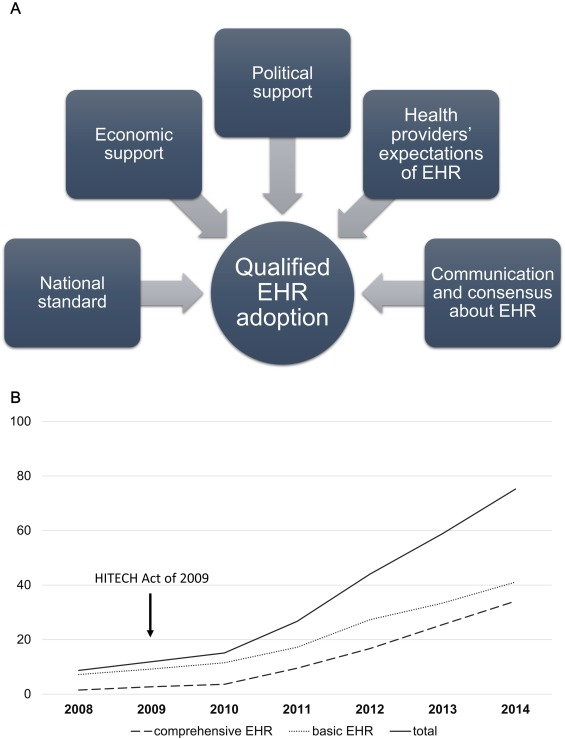 A
Political
support
Economic
support
Health
providers'
expectations
of EHR
National
standard
Qualified
EHR
adoption
Communication
and consensus
about EHR
B
100
80
60
40
20
0
HITECH Act of 2009
2008 2009 2010 2011 2012 2013 2014
comprehensive EHR basic EHR total